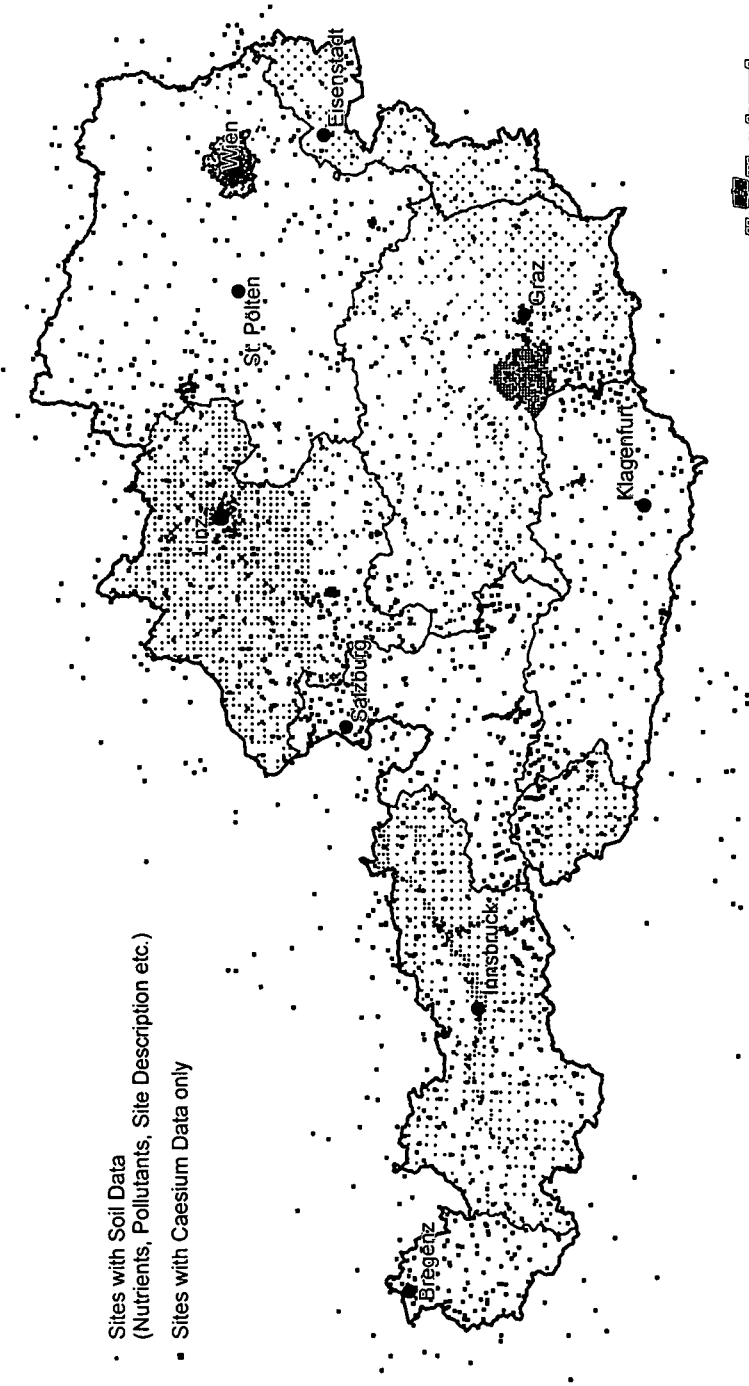 Sites with Soil Data
(Nutrients, Pollutants, Site Description etc.)
Sites with Caesium Data only
Linz
Wien
St. Pölten
Eisenstadt
Salzburg
Bregenz
Innsbruck
Graz
Klagenfurt